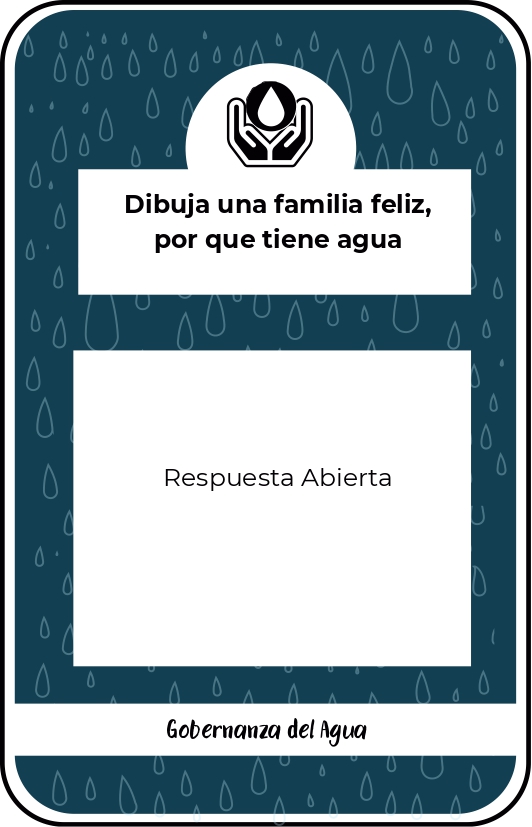 Dibuja una familia feliz,
por que tiene agua
Respuesta Abierta
Gobernanza del Agua